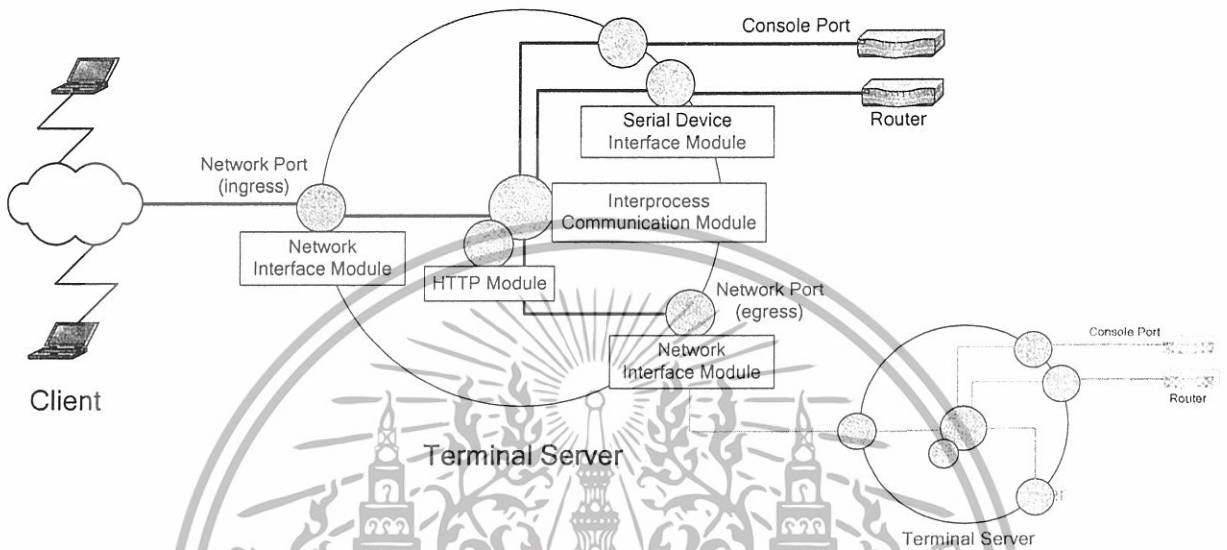 Console Port
Router
Serial Device
Interface Module
Network Port
(ingress)
Interprocess
Communication Module
Network
Interface Module
HTTP Module
Network Port
(egress)
Network
Interface Module
Client
Terminal Server
Console Port
Router
Terminal Server